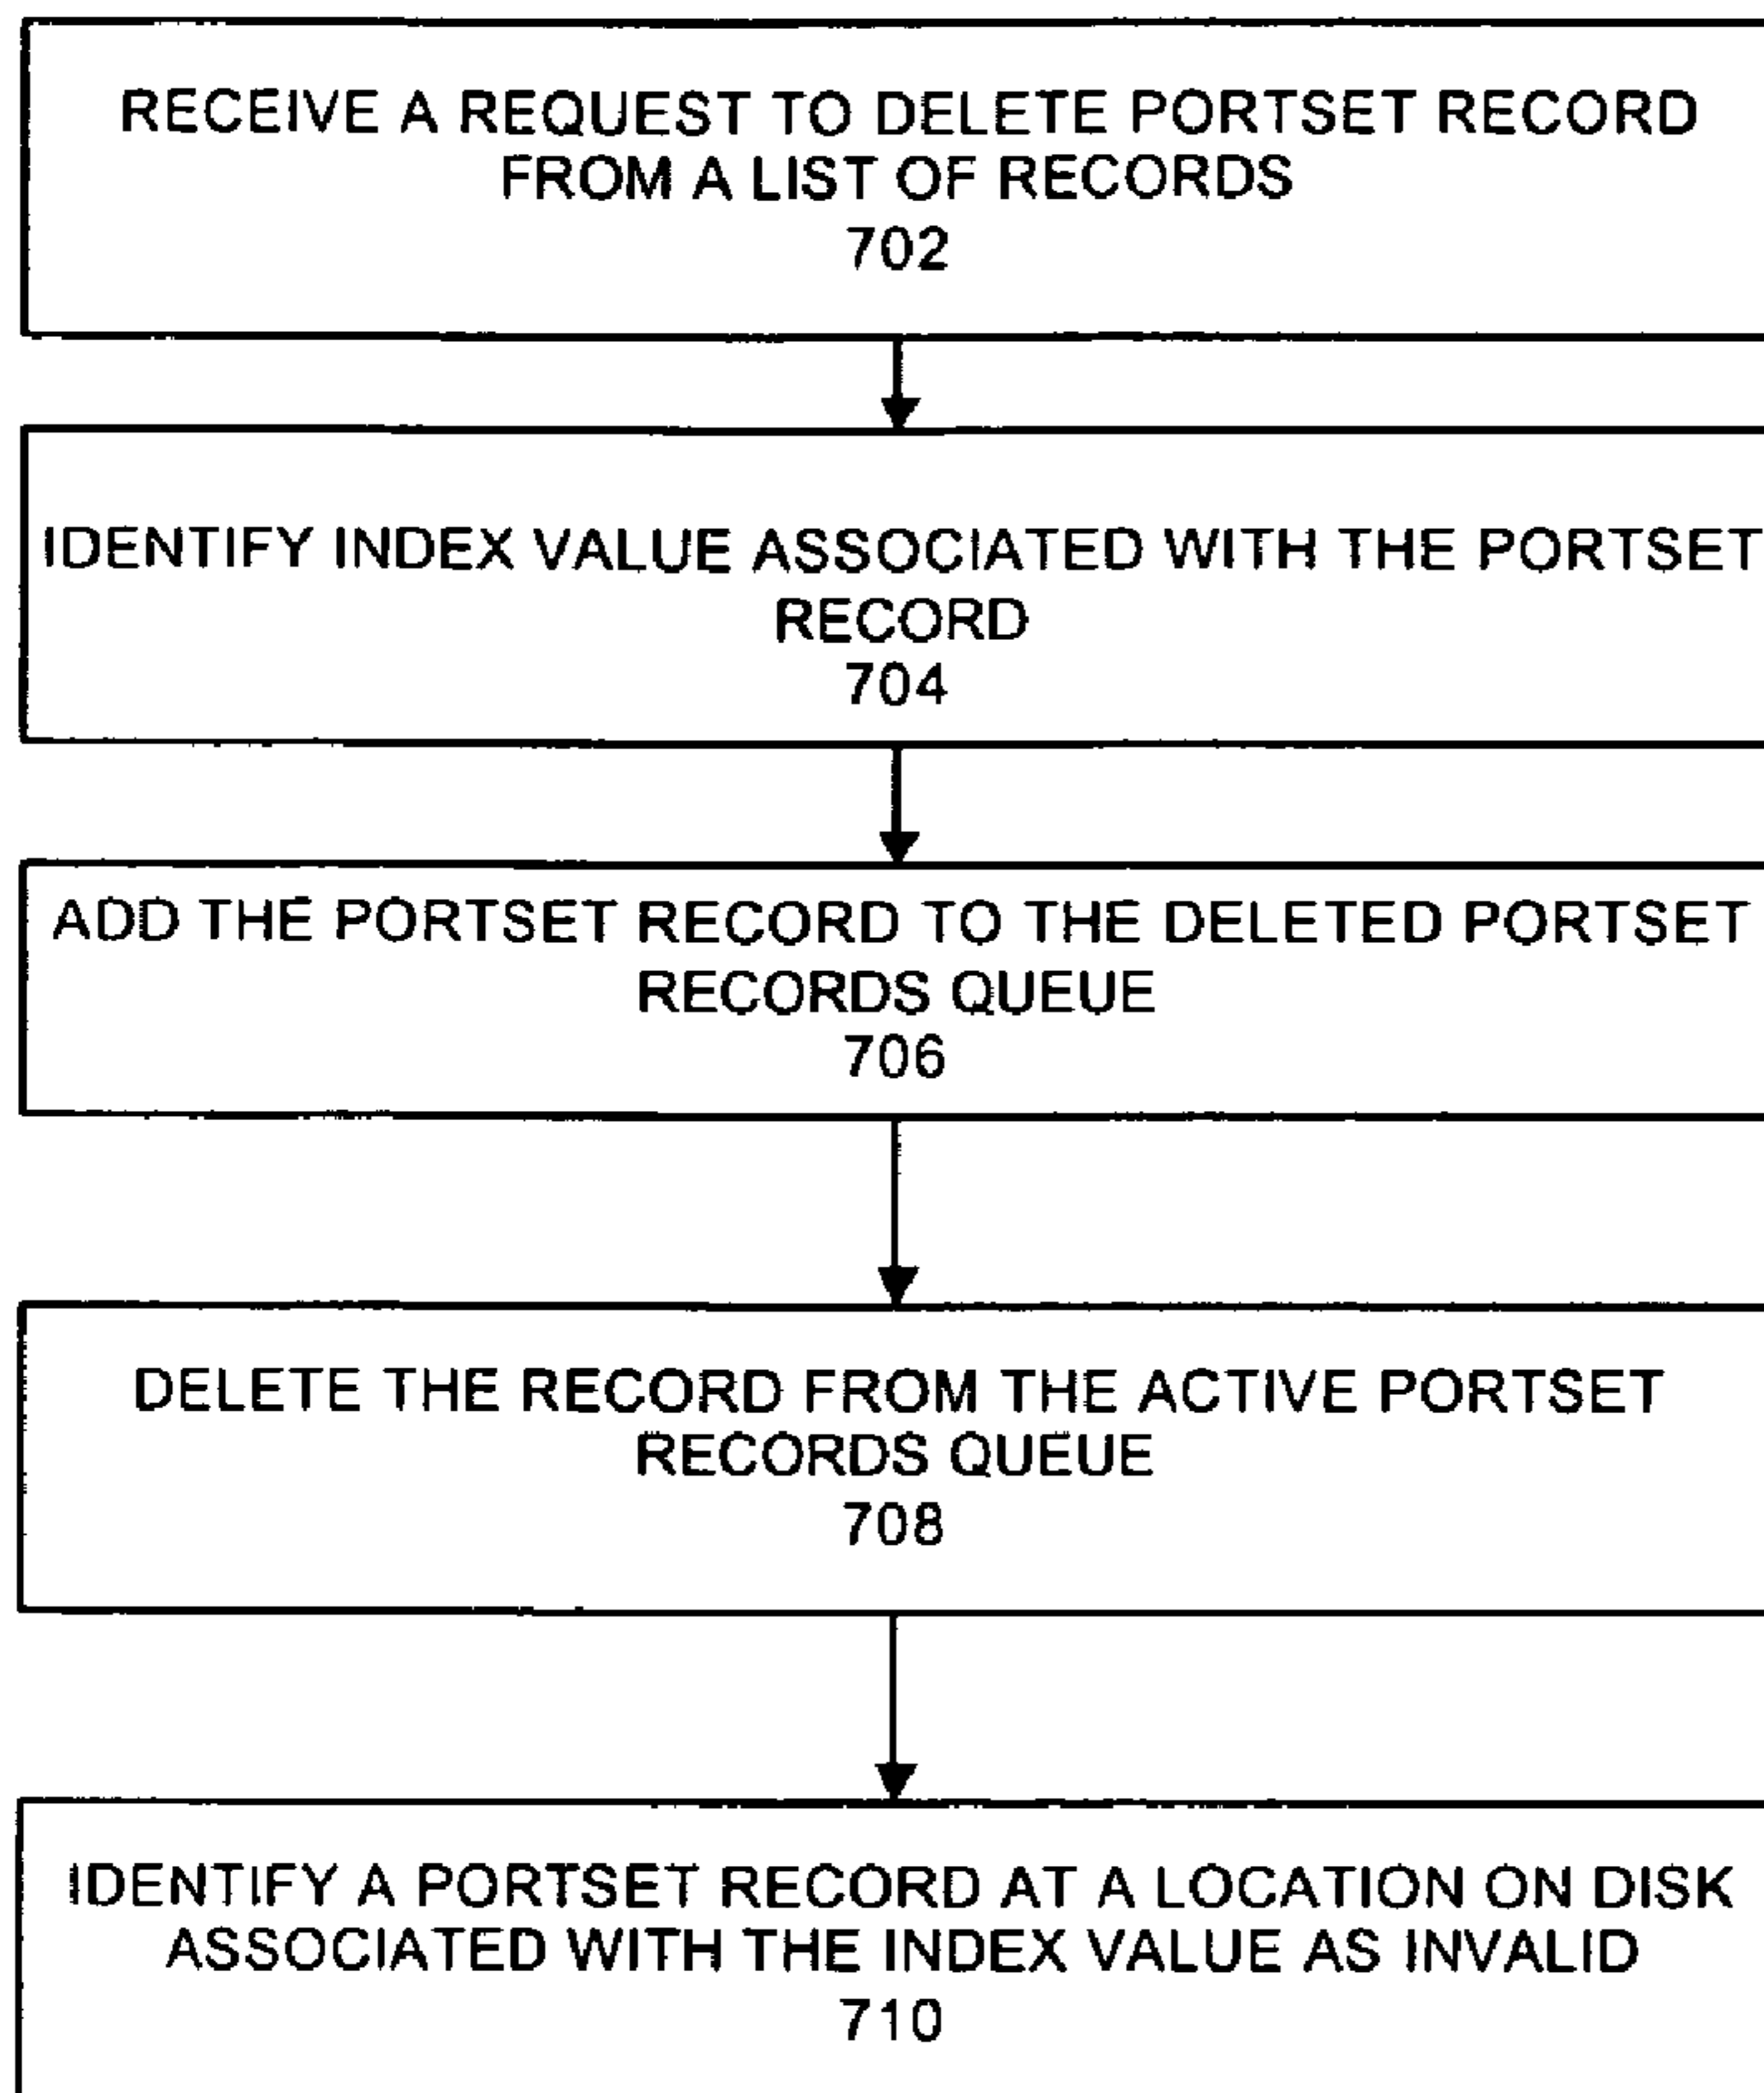 RECEIVE A REQUEST TO DELETE PORTSET RECORD
FROM A LIST OF RECORDS
702
IDENTIFY INDEX VALUE ASSOCIATED WITH THE PORTSET
RECORD
704
ADD THE PORTSET RECORD TO THE DELETED PORTSET
RECORDS QUEUE
706
DELETE THE RECORD FROM THE ACTIVE PORTSET
RECORDS QUEUE
708
IDENTIFY A PORTSET RECORD AT A LOCATION ON DISK
ASSOCIATED WITH THE INDEX VALUE AS INVALID
710